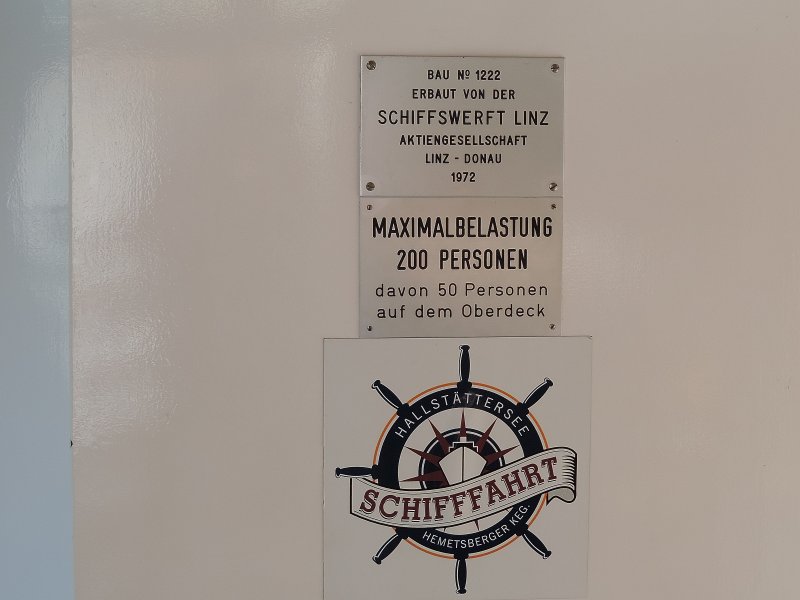 BAU Nº 1222
ERBAUT VON DER
SCHIFFSWERFT LINZ
AKTIENGESELLSCHAFT
LINZ - DONAU
1972
MAXIMALBELASTUNG
200 PERSONEN
davon 50 Personen
auf dem Oberdeck
HALLSTÄTTERSEE
SCHIFFFAHRT
HEMETSBERGER KEG.